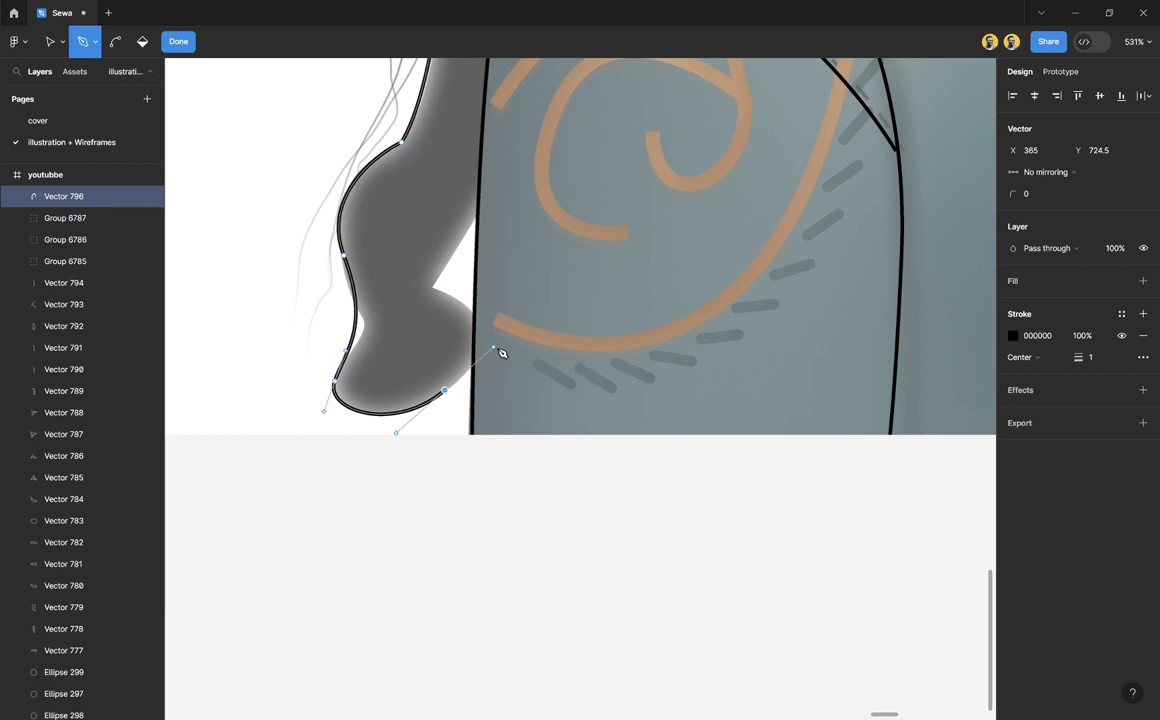 Sewa
Done
Share
531%
Layers
Assets
illustrati...
Pages
cover
illustration + Wireframes
youtubbe
Vector 796
Group 6787
Group 6786
Group 6785
Vector 794
Vector 793
Vector 792
Vector 791
Vector 790
Vector 789
Vector 788
Vector 787
Vector 786
Vector 785
Vector 784
Vector 783
Vector 782
Vector 781
Vector 780
Vector 779
Vector 778
Vector 777
Ellipse 299
Ellipse 297
Ellipse 298
Design
Prototype
Vector
X 365 Y 724.5
No mirroring
0
Layer
Pass through 100%
Fill
Stroke
000000 100%
Center 1
Effects
Export
?